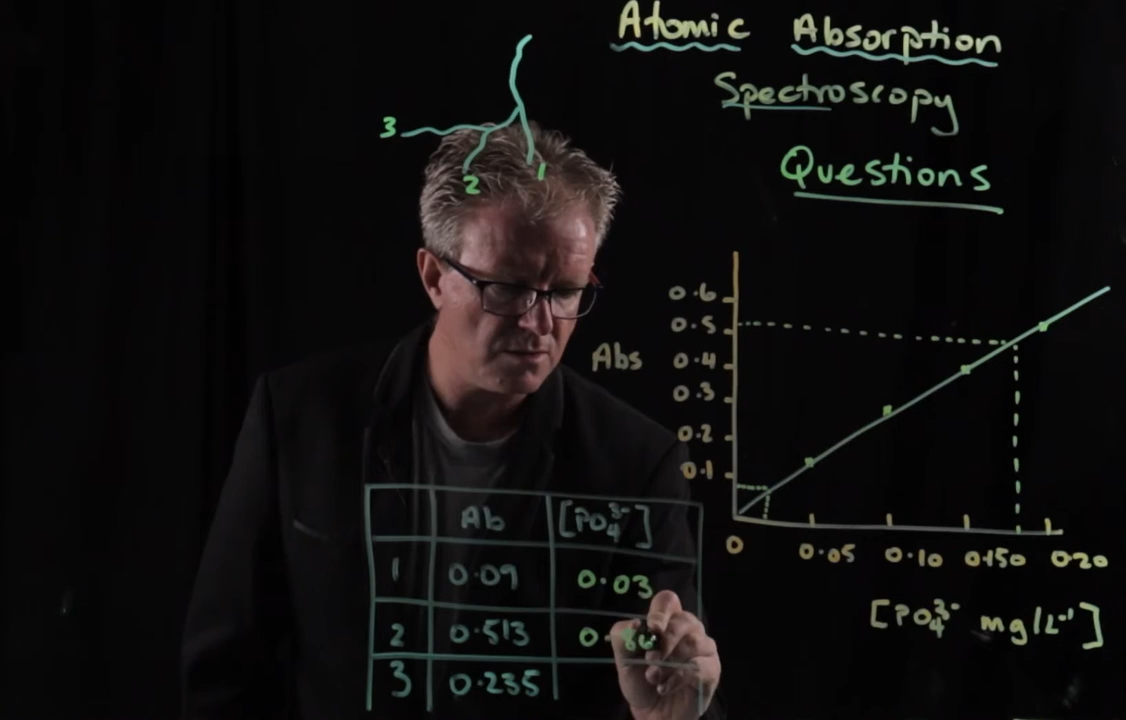 Atomic Absorption
Spectroscopy
Questions
3
2
1
0.6
0.5
Abs
0.4
0.3
0.2
0.1
0 0.05 0.10 0.150 0.20
[PO₄³⁻ mg/L⁻¹]
Ab [PO₄³⁻]
1 0.09 0.03
2 0.513
3 0.235